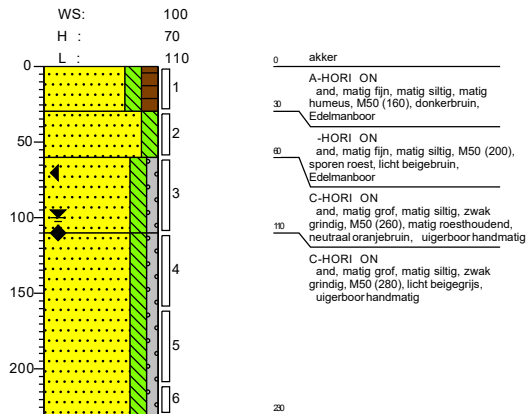 WS: 100
H : 70
L : 110
0
50
100
150
200
1
2
3
4
5
6
0 akker
A-HORI ON
and, matig fijn, matig siltig, matig
humeus, M50 (160), donkerbruin,
Edelmanboor
30
-HORI ON
and, matig fijn, matig siltig, M50 (200),
sporen roest, licht beigebruin,
Edelmanboor
60
C-HORI ON
and, matig grof, matig siltig, zwak
grindig, M50 (260), matig roesthoudend,
neutraal oranjebruin, uigerboor handmatig
110
C-HORI ON
and, matig grof, matig siltig, zwak
grindig, M50 (280), licht beigegrijs,
uigerboor handmatig
230